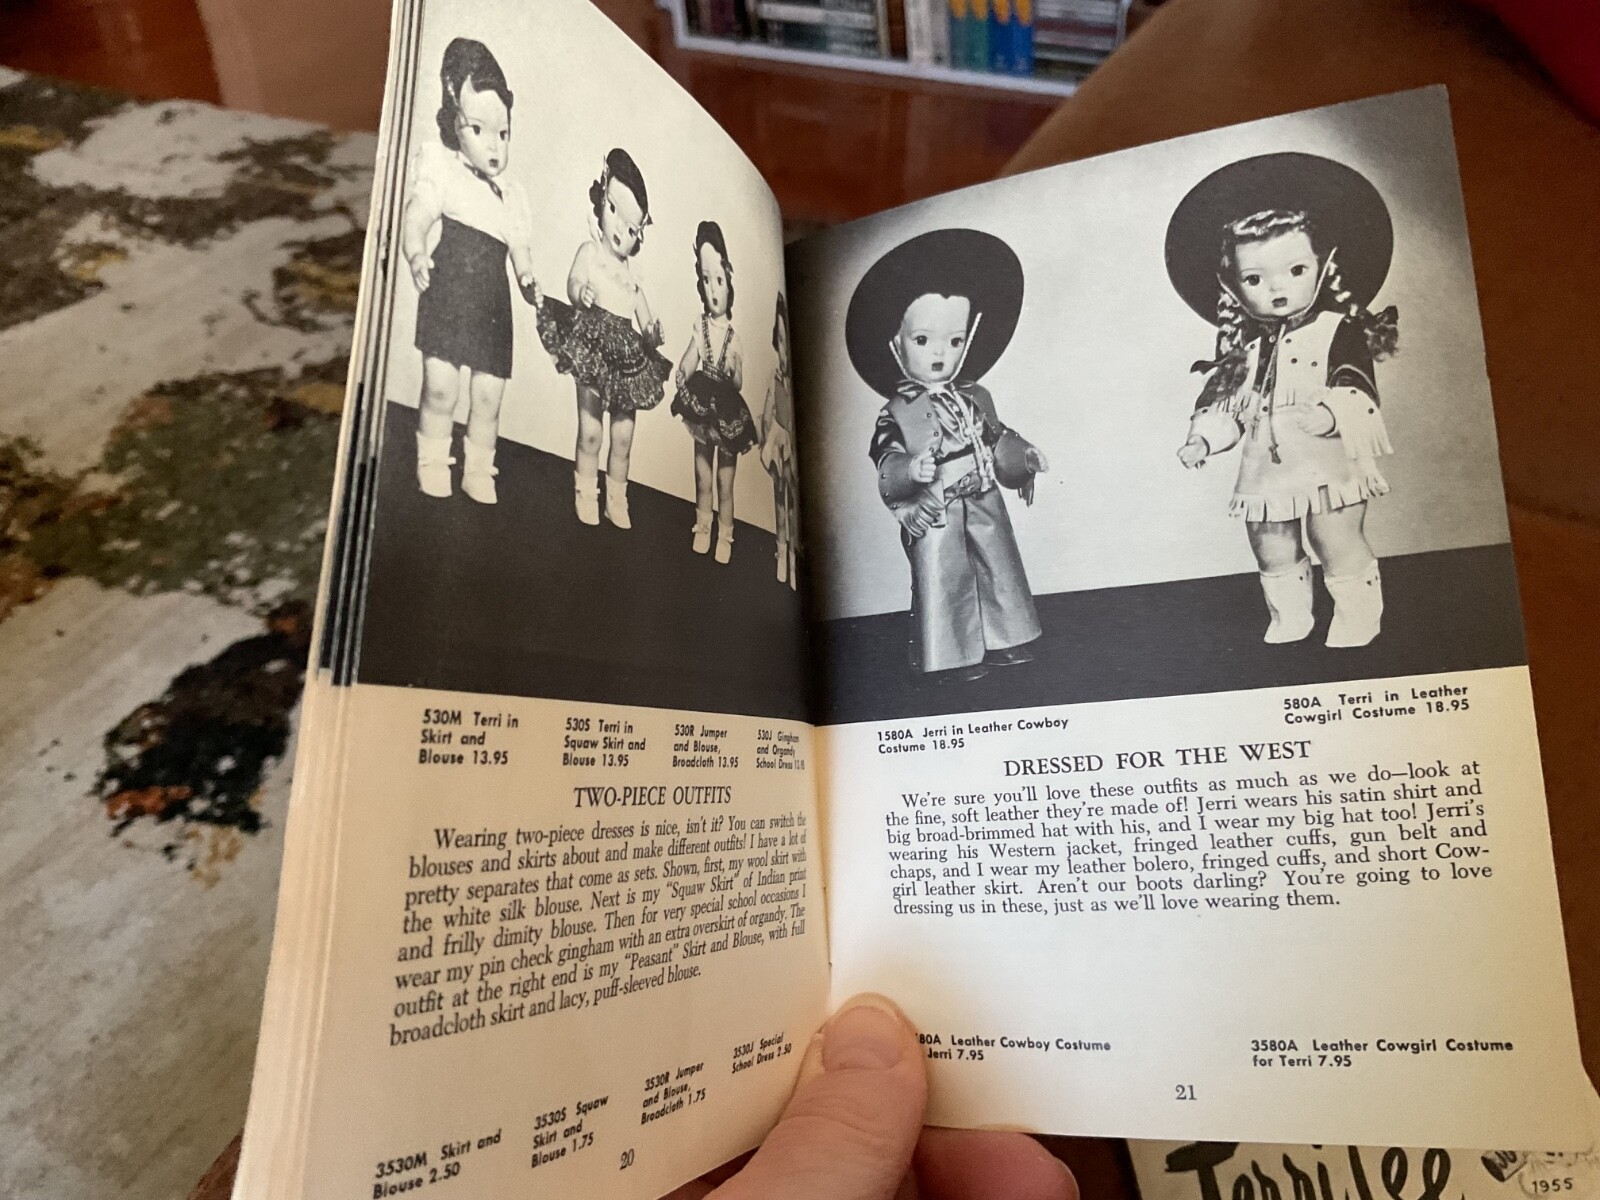 530M Terri in
Skirt and
Blouse 13.95
530S Terri in
Squaw Skirt and
Blouse 13.95
530R Jumper
and Blouse,
Broadcloth 13.95
530J Gingham
and Organdy
School Dress
TWO-PIECE OUTFITS
Wearing two-piece dresses is nice, isn't it? You can switch the
blouses and skirts about and make different outfits! I have a lot of
pretty separates that come as sets. Shown, first, my wool skirt with
the white silk blouse. Next is my "Squaw Skirt" of Indian print
and frilly dimity blouse. Then for very special school occasions I
wear my pin check gingham with an extra overskirt of organdy. The
outfit at the right end is my "Peasant" Skirt and Blouse, with full
broadcloth skirt and lacy, puff-sleeved blouse.
3530M Skirt and
Blouse 2.50
3530S Squaw
Skirt and
Blouse 1.75
3530R Jumper
and Blouse,
Broadcloth 1.75
3530J Special
School Dress 2.50
20
1580A Jerri in Leather Cowboy
Costume 18.95
580A Terri in Leather
Cowgirl Costume 18.95
DRESSED FOR THE WEST
We're sure you'll love these outfits as much as we do—look at
the fine, soft leather they're made of! Jerri wears his satin shirt and
big broad-brimmed hat with his, and I wear my big hat too! Jerri's
wearing his Western jacket, fringed leather cuffs, gun belt and
chaps, and I wear my leather bolero, fringed cuffs, and short Cow-
girl leather skirt. Aren't our boots darling? You're going to love
dressing us in these, just as we'll love wearing them.
80A Leather Cowboy Costume
Jerri 7.95
3580A Leather Cowgirl Costume
for Terri 7.95
21
Terri Lee
1955